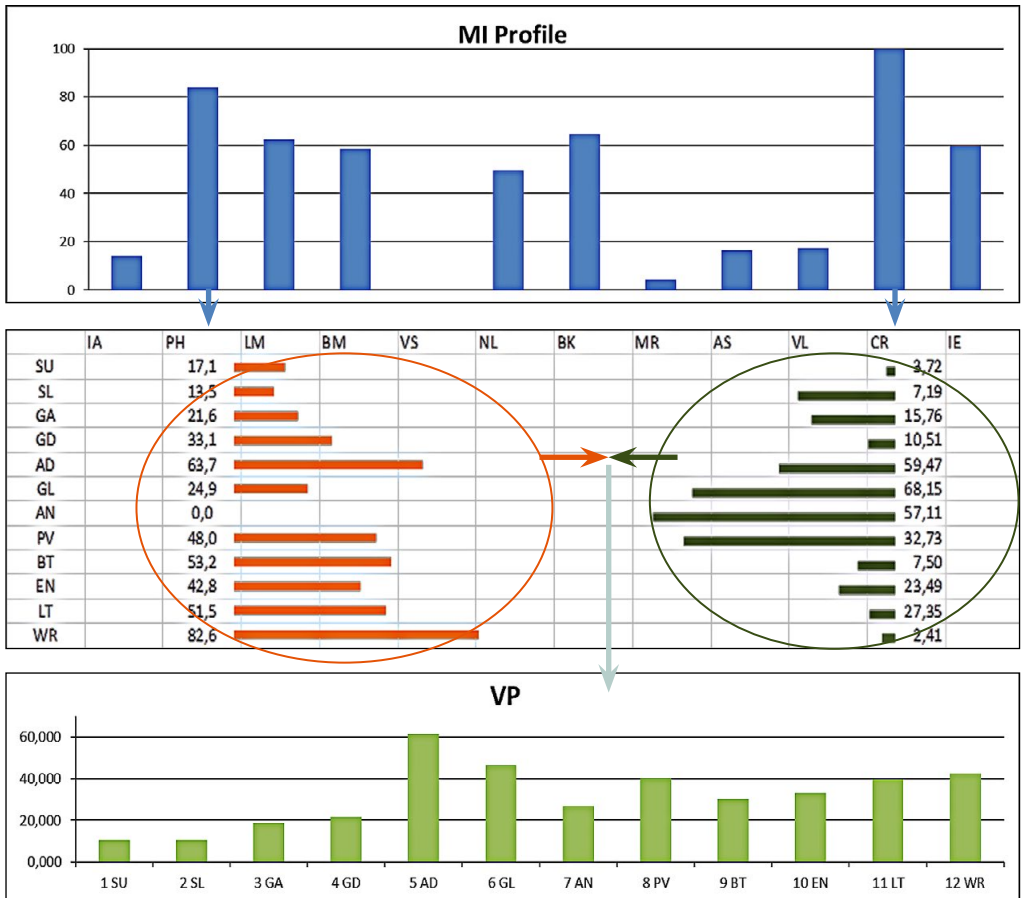 MI Profile
100
80
60
40
20
0
IA PH LM BM VS NL BK MR AS VL CR IE
SU 17,1 3,72
SL 13,5 7,19
GA 21,6 15,76
GD 33,1 10,51
AD 63,7 59,47
GL 24,9 68,15
AN 0,0 57,11
PV 48,0 32,73
BT 53,2 7,50
EN 42,8 23,49
LT 51,5 27,35
WR 82,6 2,41
VP
60,000
40,000
20,000
0,000
1 SU 2 SL 3 GA 4 GD 5 AD 6 GL 7 AN 8 PV 9 BT 10 EN 11 LT 12 WR